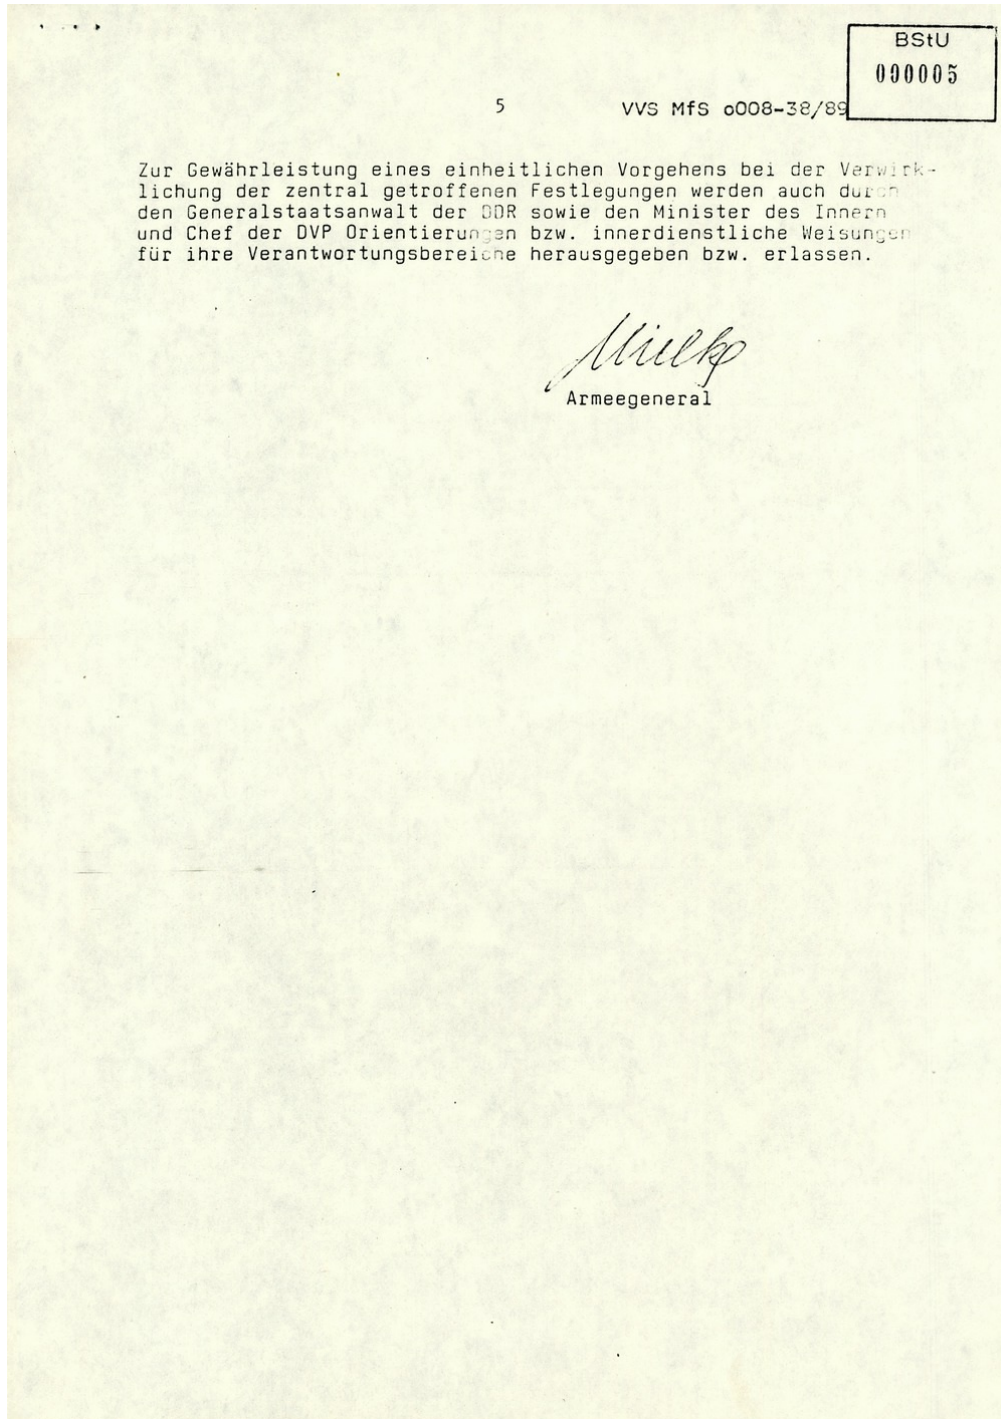 BStU
000005
5 VVS MfS o008-38/89
Zur Gewährleistung eines einheitlichen Vorgehens bei der Verwirk-
lichung der zentral getroffenen Festlegungen werden auch durch
den Generalstaatsanwalt der DDR sowie den Minister des Innern
und Chef der DVP Orientierungen bzw. innerdienstliche Weisungen
für ihre Verantwortungsbereiche herausgegeben bzw. erlassen.
Mielke
Armeegeneral